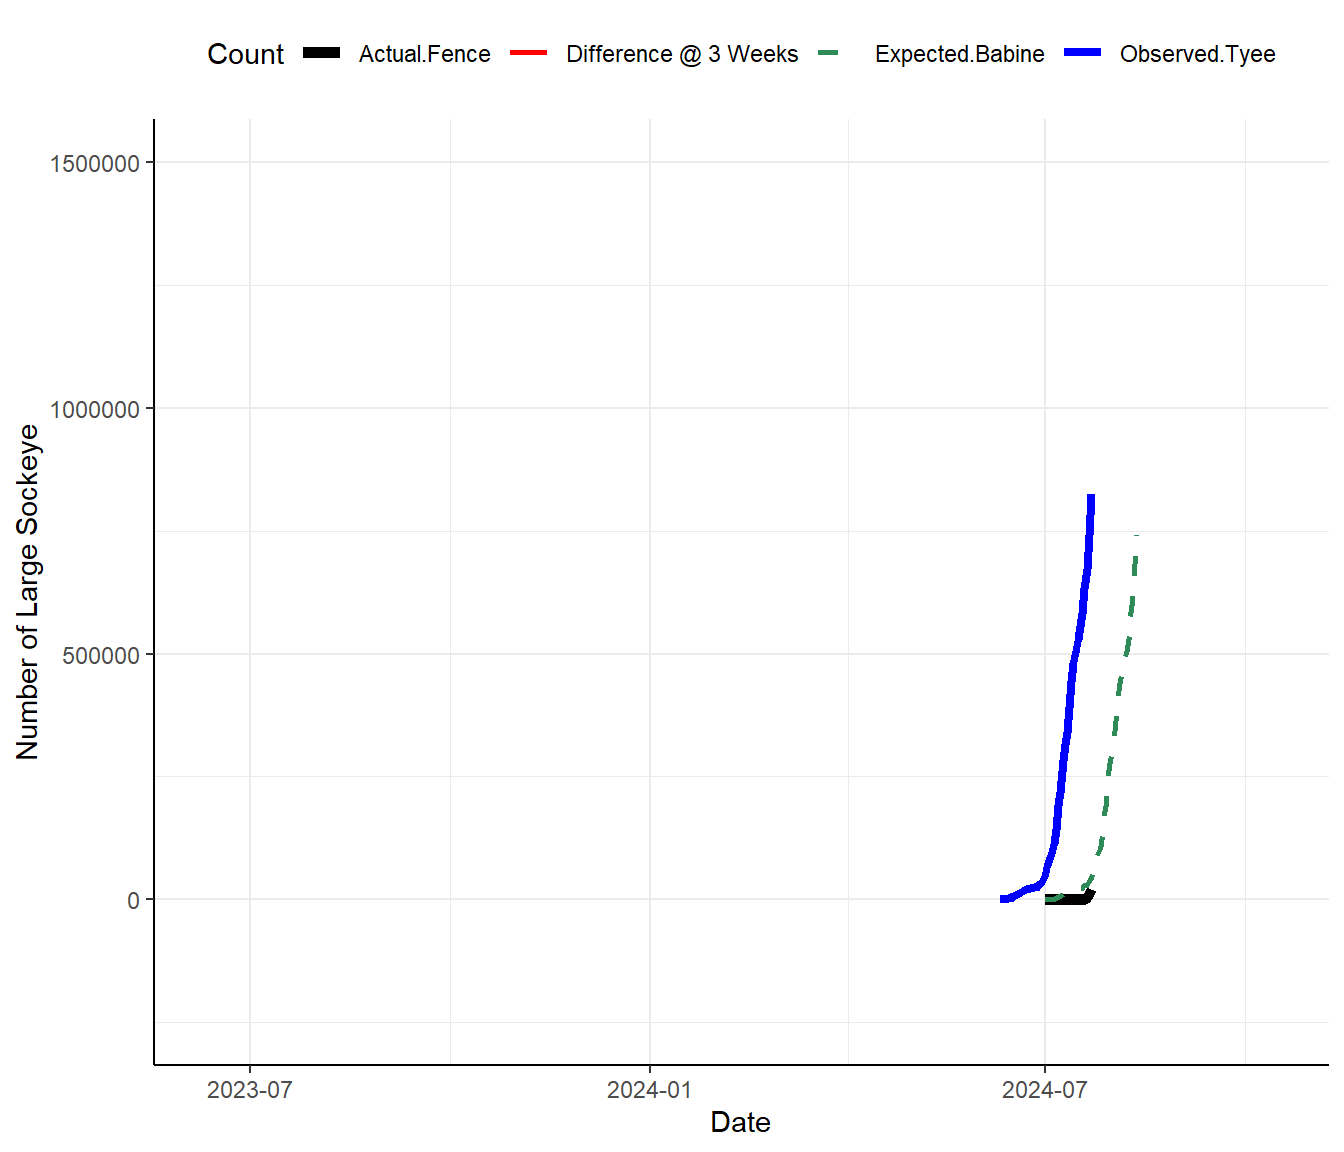 Count Actual.Fence Difference @ 3 Weeks Expected.Babine Observed.Tyee
Number of Large Sockeye
1500000
1000000
500000
0
2023-07 2024-01 2024-07
Date